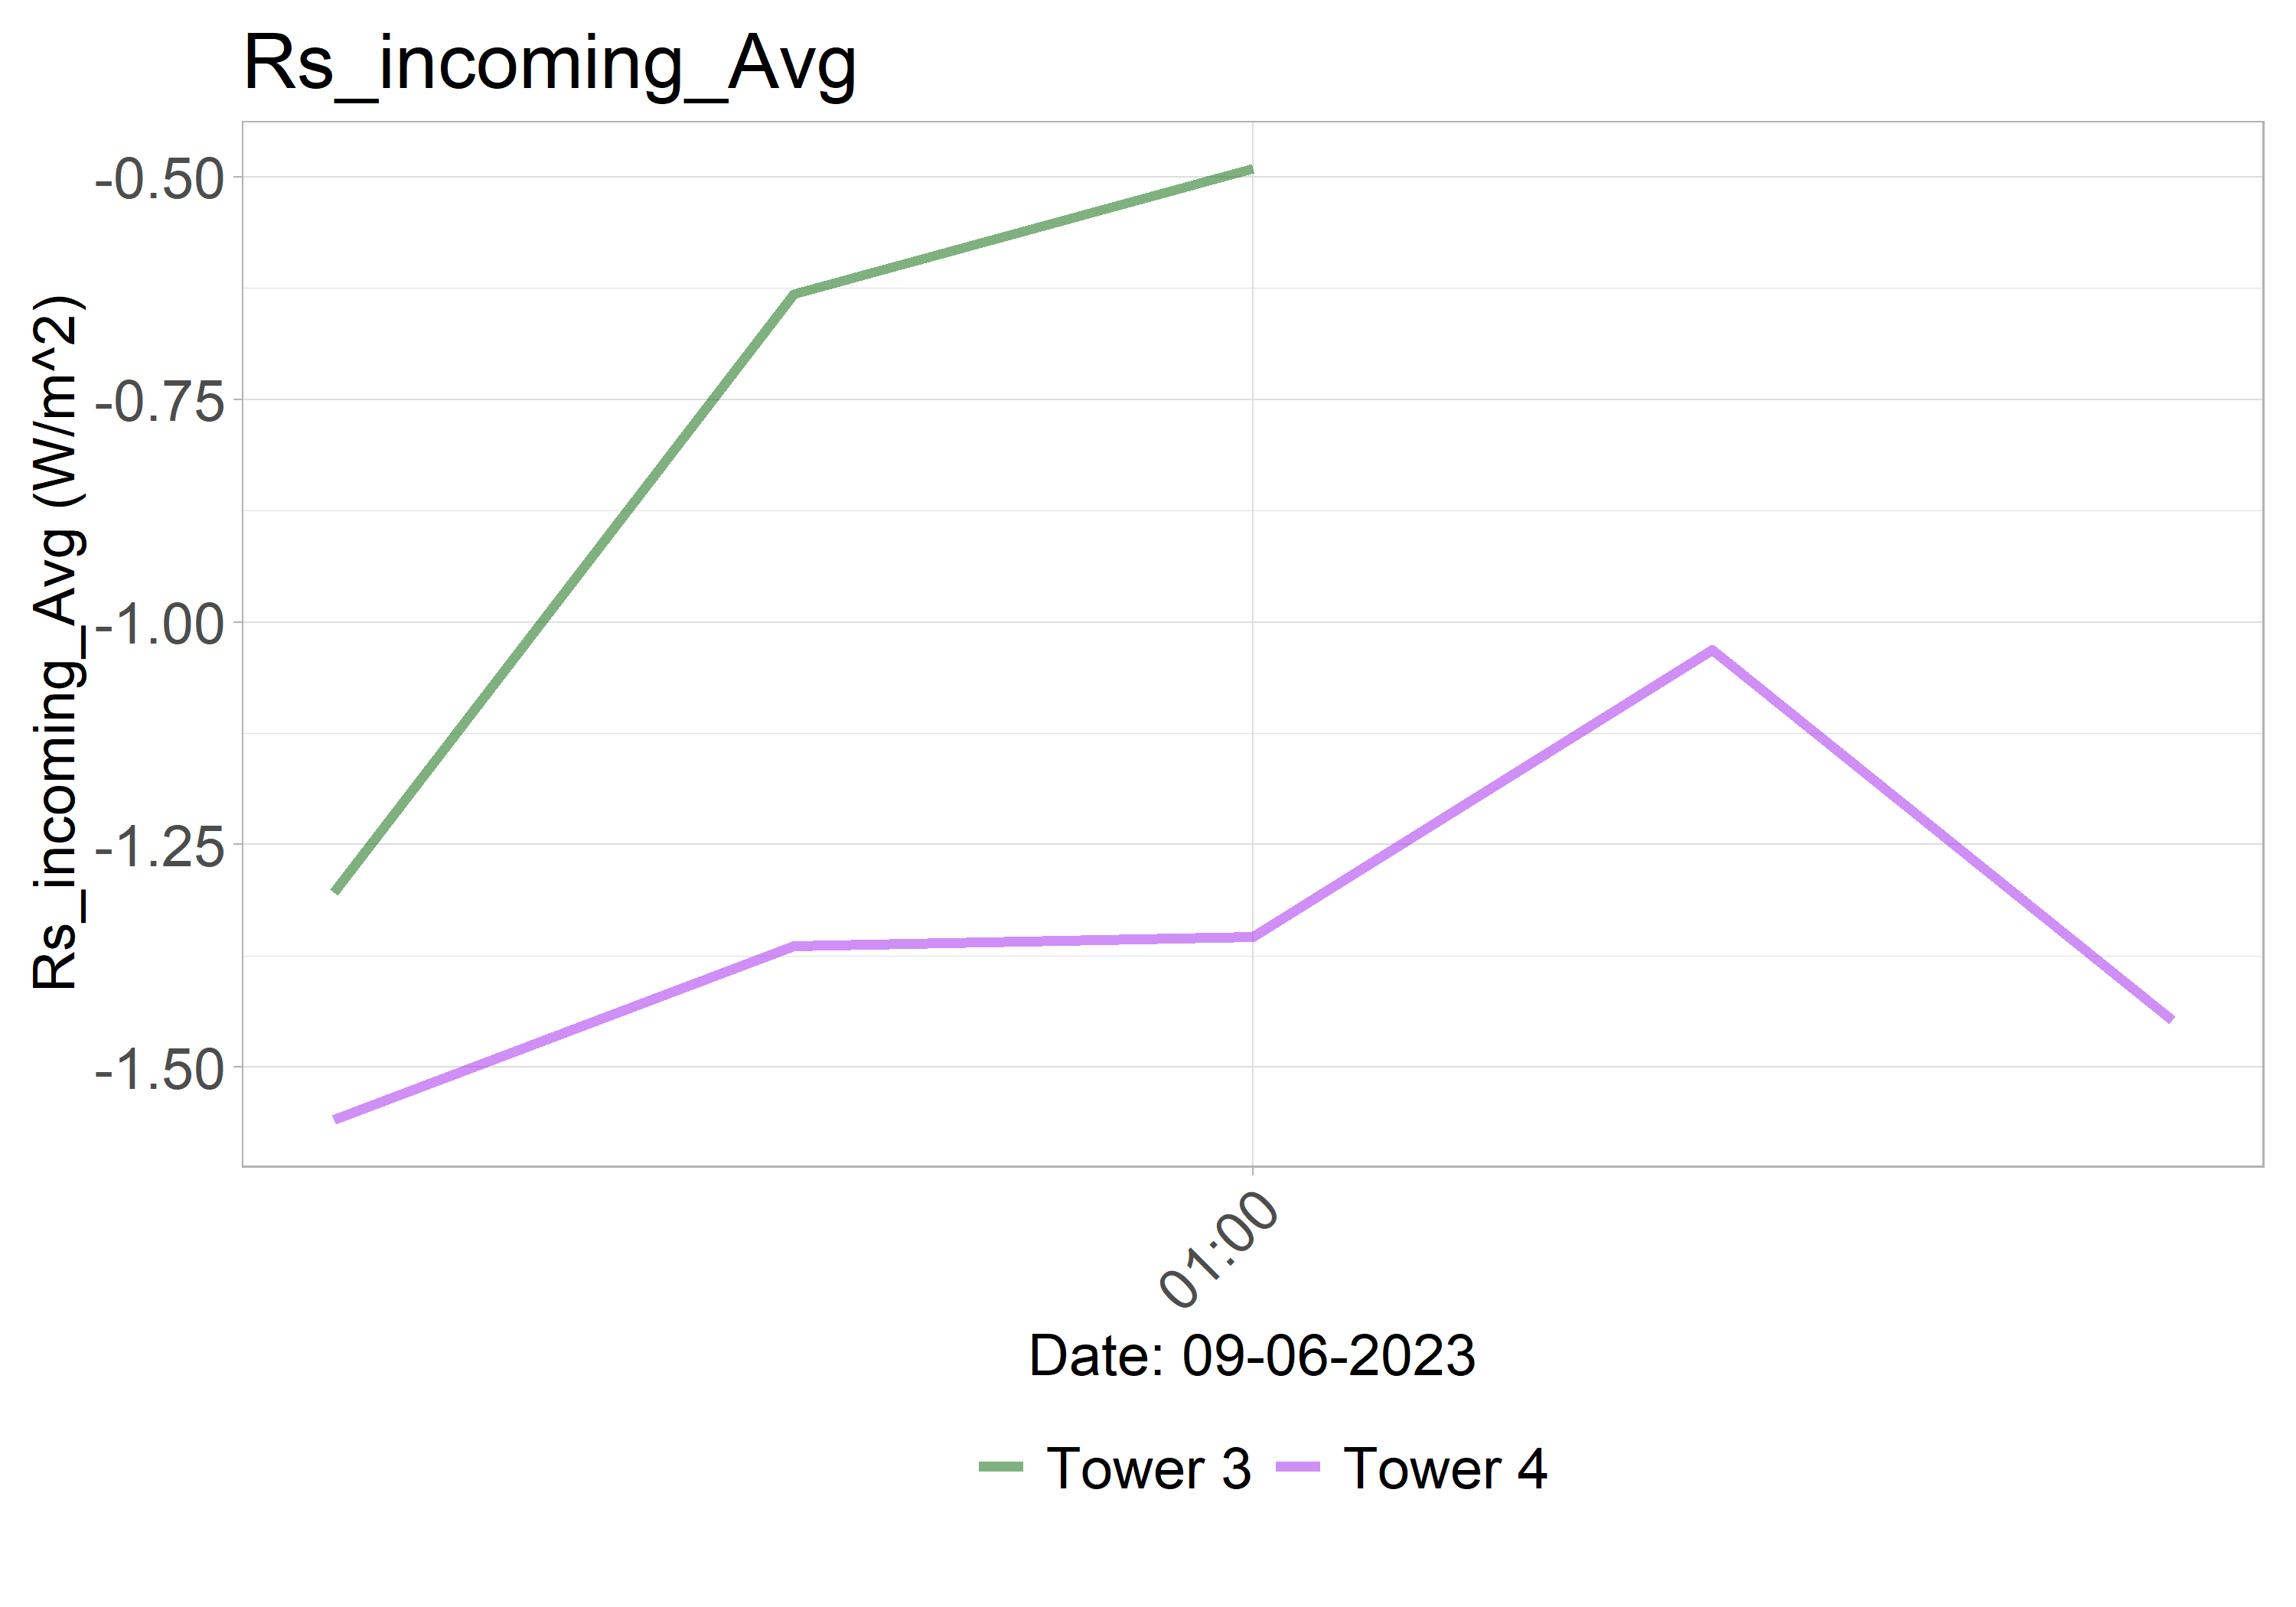 Rs_incoming_Avg
Rs_incoming_Avg (W/m^2)
-0.50
-0.75
-1.00
-1.25
-1.50
01:00
Date: 09-06-2023
Tower 3 Tower 4